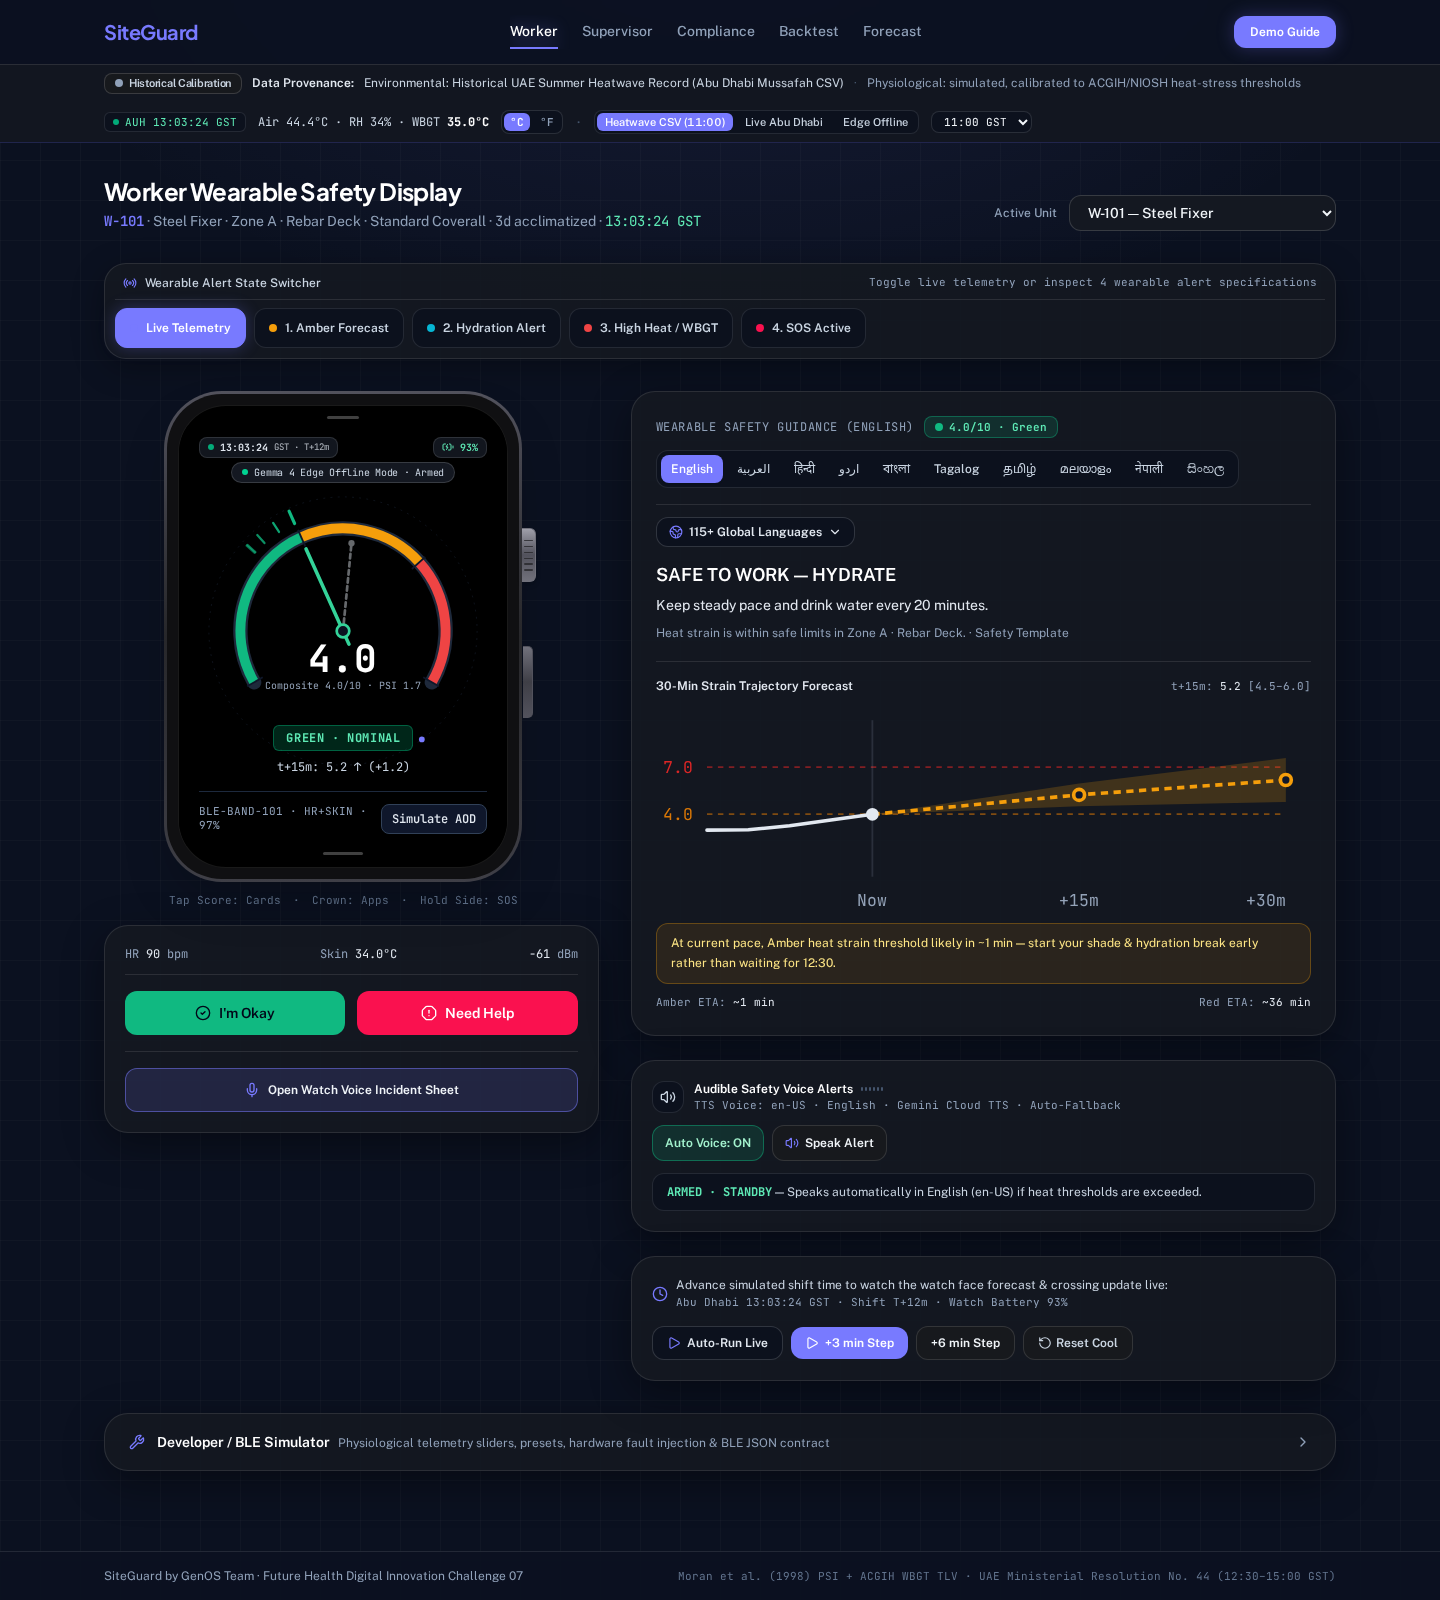 SiteGuard
Worker Supervisor Compliance Backtest Forecast
Demo Guide
Historical Calibration Data Provenance: Environmental: Historical UAE Summer Heatwave Record (Abu Dhabi Mussafah CSV) · Physiological: simulated, calibrated to ACGIH/NIOSH heat-stress thresholds
AUH 13:03:24 GST Air 44.4°C · RH 34% · WBGT 35.0°C °C °F · Heatwave CSV (11:00) Live Abu Dhabi Edge Offline 11:00 GST
Worker Wearable Safety Display
W-101 · Steel Fixer · Zone A · Rebar Deck · Standard Coverall · 3d acclimatized · 13:03:24 GST
Active Unit W-101 — Steel Fixer
Wearable Alert State Switcher
Toggle live telemetry or inspect 4 wearable alert specifications
Live Telemetry 1. Amber Forecast 2. Hydration Alert 3. High Heat / WBGT 4. SOS Active
13:03:24 GST · T+12m 93%
Gemma 4 Edge Offline Mode · Armed
4.0
Composite 4.0/10 · PSI 1.7
GREEN · NOMINAL
t+15m: 5.2 ↑ (+1.2)
BLE-BAND-101 · HR+SKIN ·
97%
Simulate AOD
Tap Score: Cards · Crown: Apps · Hold Side: SOS
HR 90 bpm Skin 34.0°C -61 dBm
I'm Okay Need Help
Open Watch Voice Incident Sheet
WEARABLE SAFETY GUIDANCE (ENGLISH) 4.0/10 · Green
English العربية हिन्दी اردو বাংলা Tagalog தமிழ் മലയാളം नेपाली සිංහල
115+ Global Languages
SAFE TO WORK — HYDRATE
Keep steady pace and drink water every 20 minutes.
Heat strain is within safe limits in Zone A · Rebar Deck. · Safety Template
30-Min Strain Trajectory Forecast t+15m: 5.2 [4.5–6.0]
7.0
4.0
Now +15m +30m
At current pace, Amber heat strain threshold likely in ~1 min — start your shade & hydration break early
rather than waiting for 12:30.
Amber ETA: ~1 min Red ETA: ~36 min
Audible Safety Voice Alerts
TTS Voice: en-US · English · Gemini Cloud TTS · Auto-Fallback
Auto Voice: ON Speak Alert
ARMED · STANDBY — Speaks automatically in English (en-US) if heat thresholds are exceeded.
Advance simulated shift time to watch the watch face forecast & crossing update live:
Abu Dhabi 13:03:24 GST · Shift T+12m · Watch Battery 93%
Auto-Run Live +3 min Step +6 min Step Reset Cool
Developer / BLE Simulator Physiological telemetry sliders, presets, hardware fault injection & BLE JSON contract
SiteGuard by GenOS Team · Future Health Digital Innovation Challenge 07
Moran et al. (1998) PSI + ACGIH WBGT TLV · UAE Ministerial Resolution No. 44 (12:30–15:00 GST)